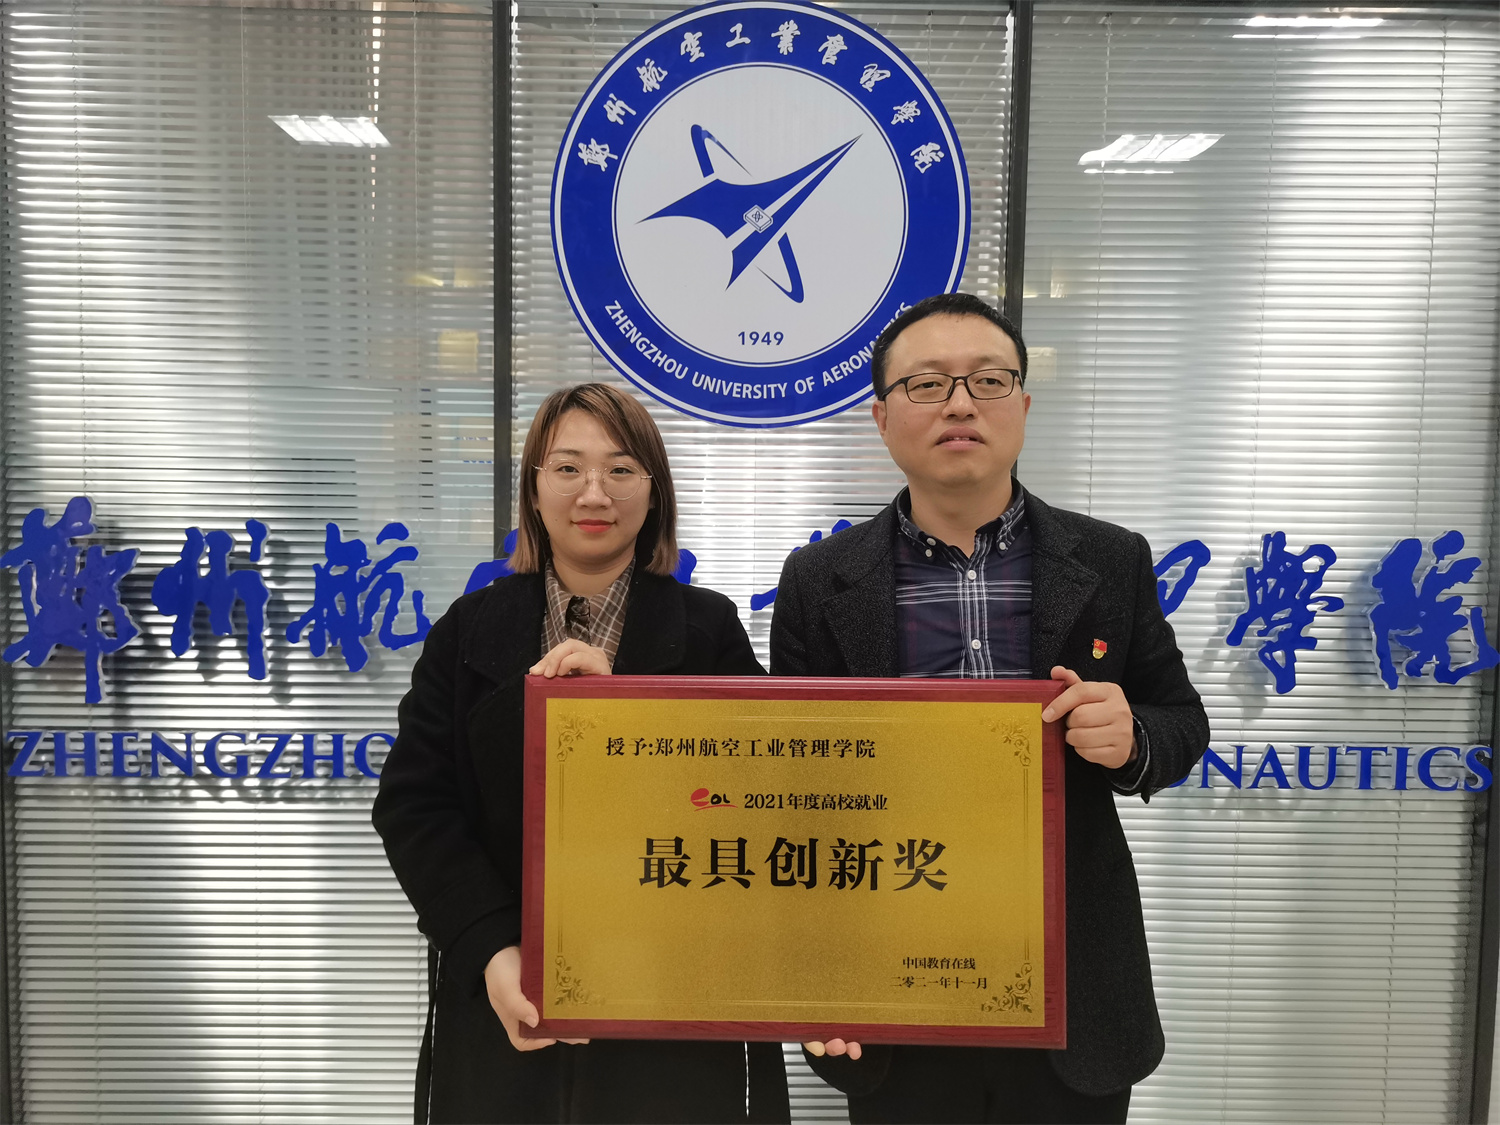 郑州航空工業管理學院
1949
ZHENGZHOU UNIVERSITY OF AERONAUTICS
郑州航 學院
ZHENGZHO NAUTICS
授予:郑州航空工业管理学院
eoL 2021年度高校就业
最具创新奖
中国教育在线
二零二一年十一月